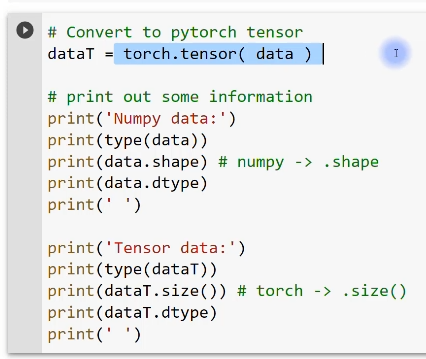 # Convert to pytorch tensor
dataT = torch.tensor( data )
# print out some information
print('Numpy data:')
print(type(data))
print(data.shape) # numpy -> .shape
print(data.dtype)
print(' ')
print('Tensor data:')
print(type(dataT))
print(dataT.size()) # torch -> .size()
print(dataT.dtype)
print(' ')